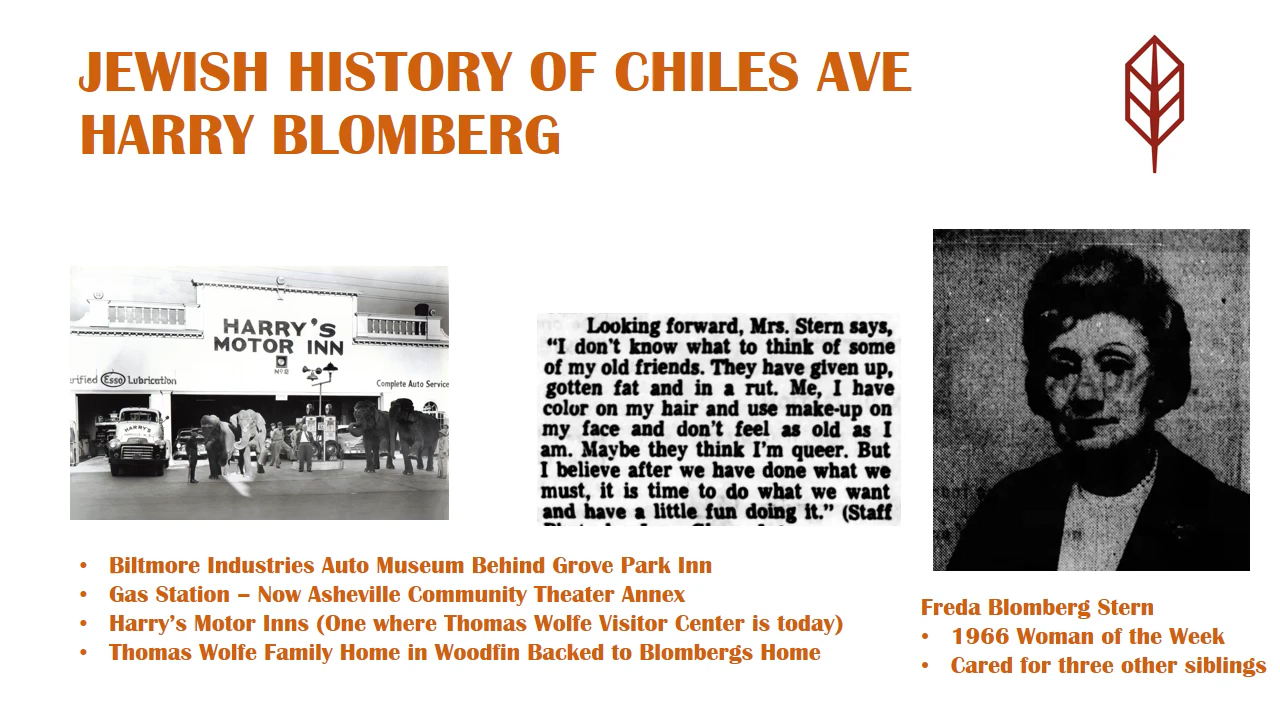 JEWISH HISTORY OF CHILES AVE
HARRY BLOMBERG
HARRY'S
MOTOR INN
Nº2
rified Esso Lubrication
Complete Auto Service
HARRY'S
Looking forward, Mrs. Stern says,
"I don't know what to think of some
of my old friends. They have given up,
gotten fat and in a rut. Me, I have
color on my hair and use make-up on
my face and don't feel as old as I
am. Maybe they think I'm queer. But
I believe after we have done what we
must, it is time to do what we want
and have a little fun doing it." (Staff
• Biltmore Industries Auto Museum Behind Grove Park Inn
• Gas Station – Now Asheville Community Theater Annex
• Harry's Motor Inns (One where Thomas Wolfe Visitor Center is today)
• Thomas Wolfe Family Home in Woodfin Backed to Blombergs Home
Freda Blomberg Stern
• 1966 Woman of the Week
• Cared for three other siblings